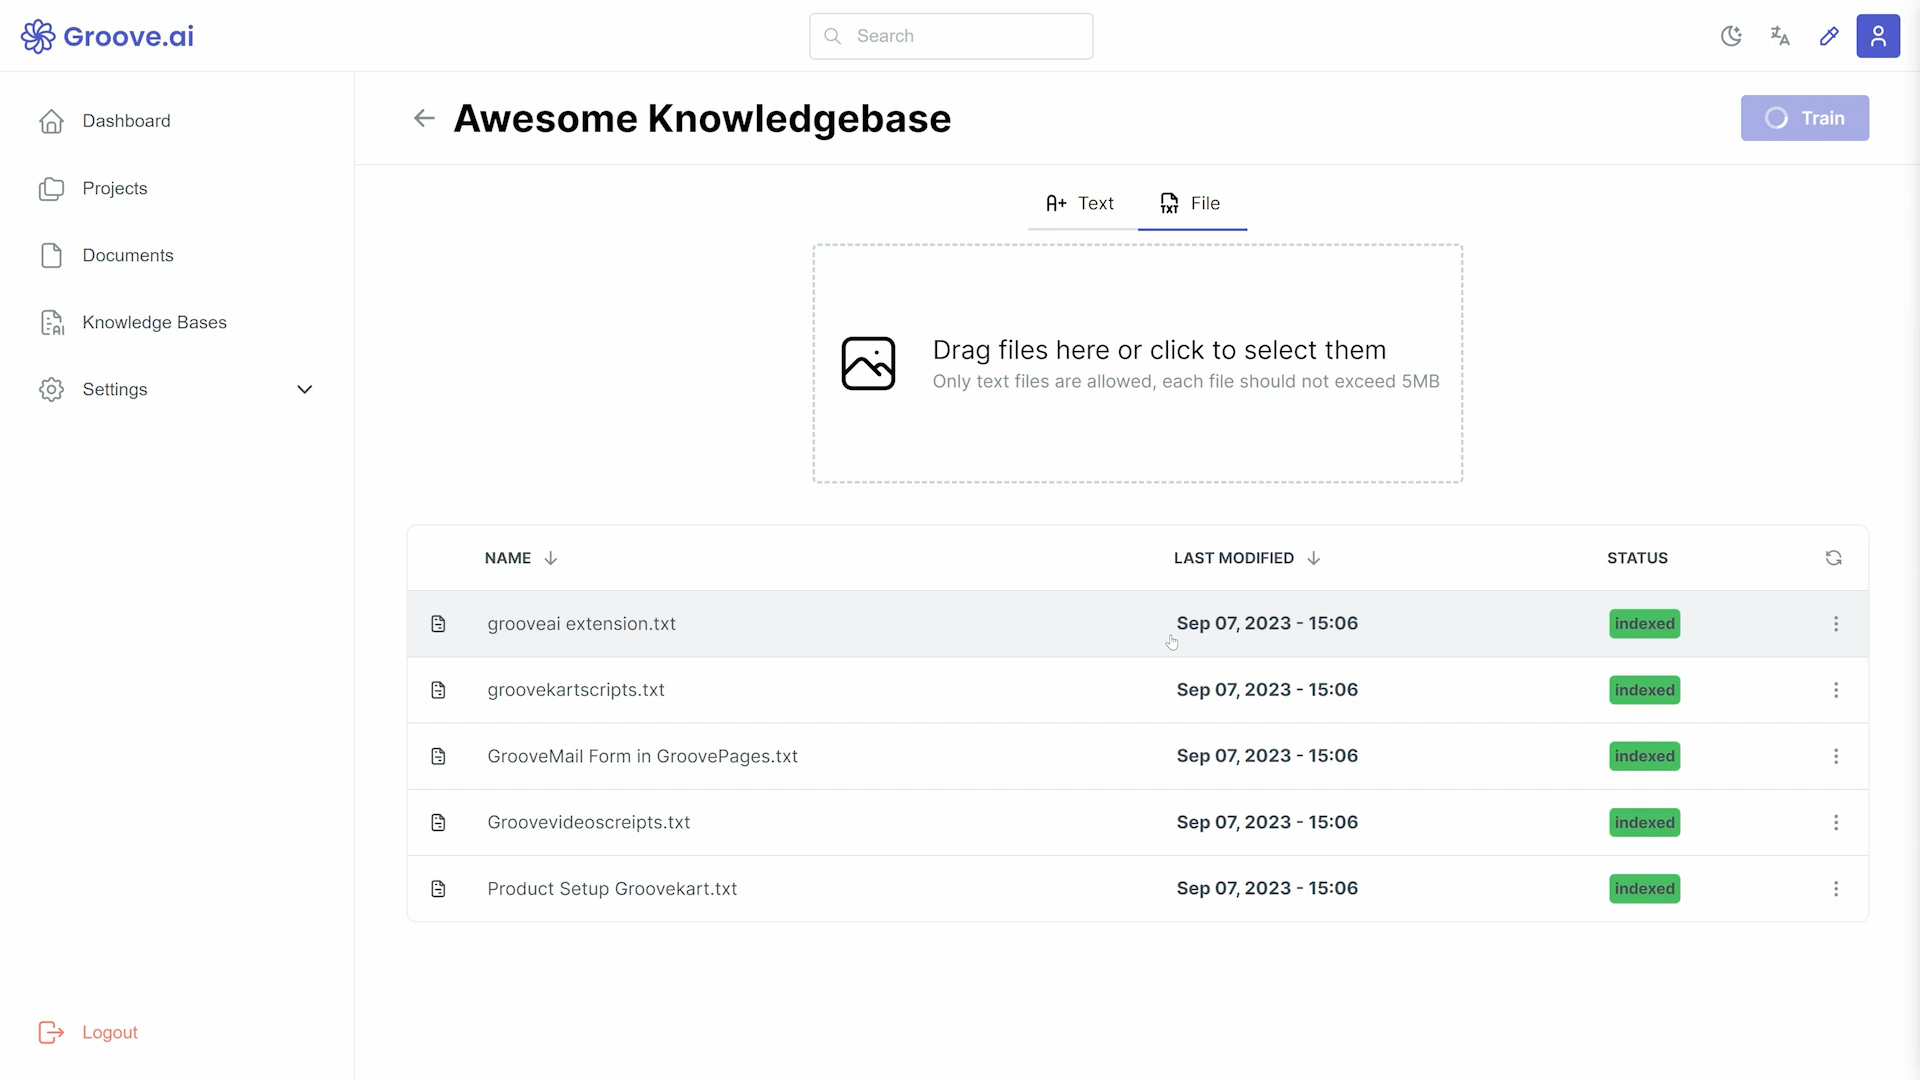 Groove.ai
Search
Dashboard
Projects
Documents
Knowledge Bases
Settings
Logout
Awesome Knowledgebase
Train
A+ Text
TXT File
Drag files here or click to select them
Only text files are allowed, each file should not exceed 5MB
NAME LAST MODIFIED STATUS
grooveai extension.txt Sep 07, 2023 - 15:06 indexed
groovekartscripts.txt Sep 07, 2023 - 15:06 indexed
GrooveMail Form in GroovePages.txt Sep 07, 2023 - 15:06 indexed
Groovevideoscreipts.txt Sep 07, 2023 - 15:06 indexed
Product Setup Groovekart.txt Sep 07, 2023 - 15:06 indexed